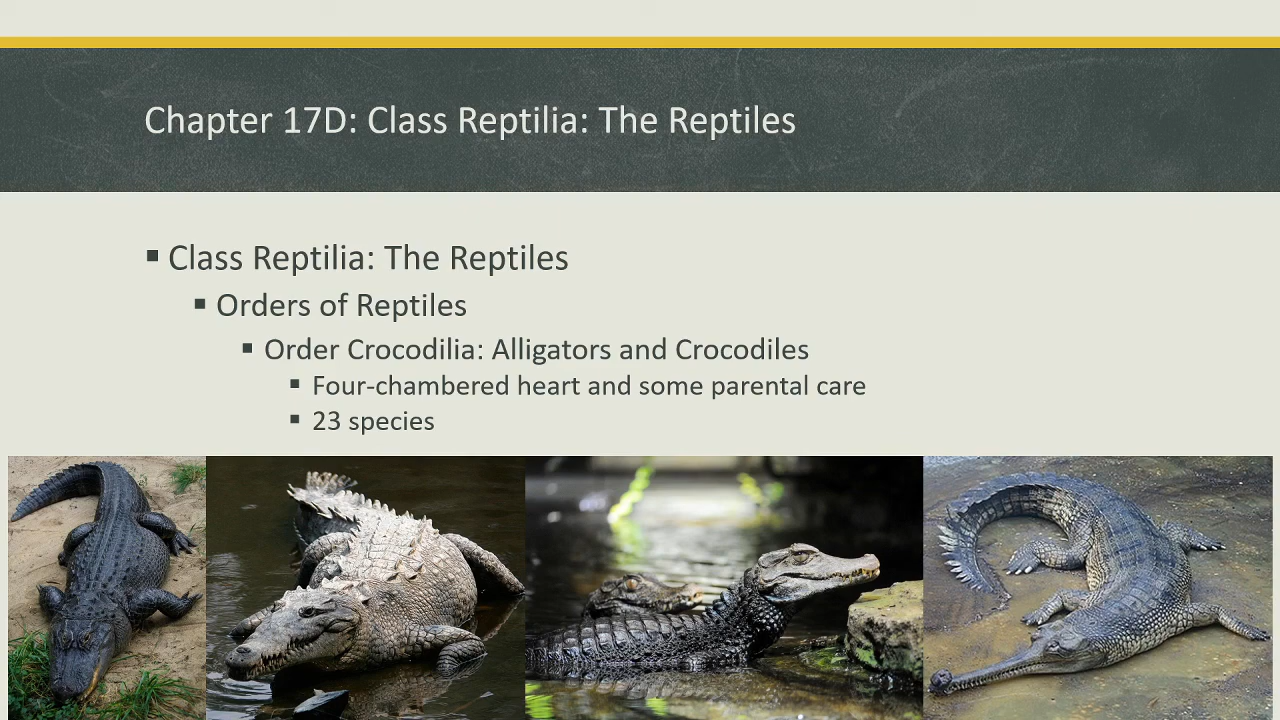 Chapter 17D: Class Reptilia: The Reptiles
▪ Class Reptilia: The Reptiles
▪ Orders of Reptiles
▪ Order Crocodilia: Alligators and Crocodiles
▪ Four-chambered heart and some parental care
▪ 23 species